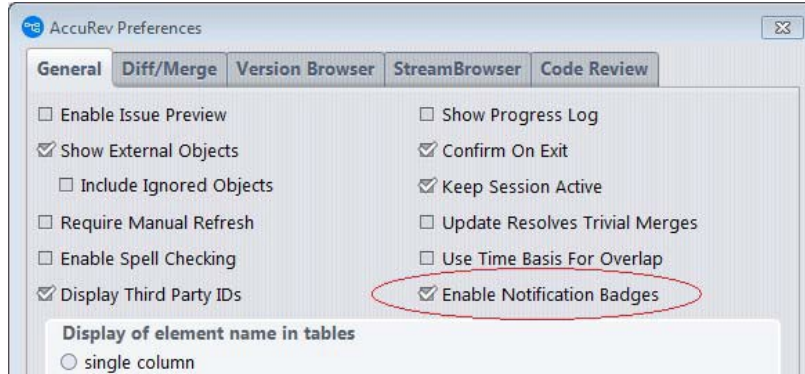 AccuRev Preferences
General Diff/Merge Version Browser StreamBrowser Code Review
Enable Issue Preview Show Progress Log
Show External Objects Confirm On Exit
Include Ignored Objects Keep Session Active
Require Manual Refresh Update Resolves Trivial Merges
Enable Spell Checking Use Time Basis For Overlap
Display Third Party IDs Enable Notification Badges
Display of element name in tables
single column